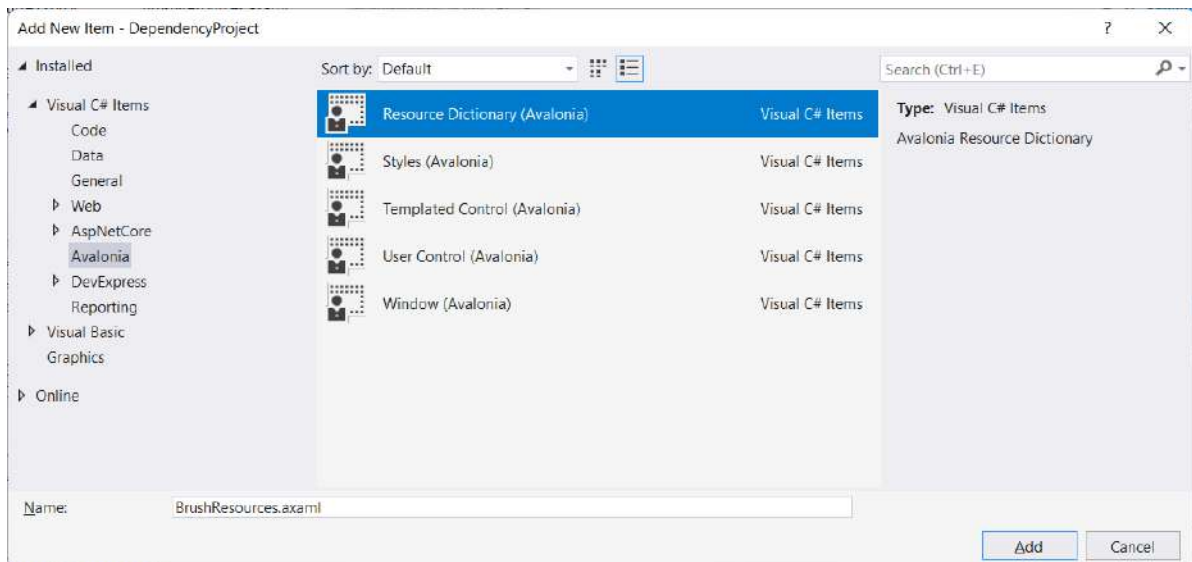 Add New Item - DependencyProject
?
Installed
Visual C# Items
Code
Data
General
Web
AspNetCore
Avalonia
DevExpress
Reporting
Visual Basic
Graphics
Online
Sort by: Default
Resource Dictionary (Avalonia) Visual C# Items
Styles (Avalonia) Visual C# Items
Templated Control (Avalonia) Visual C# Items
User Control (Avalonia) Visual C# Items
Window (Avalonia) Visual C# Items
Search (Ctrl+E)
Type: Visual C# Items
Avalonia Resource Dictionary
Name: BrushResources.axaml
Add Cancel